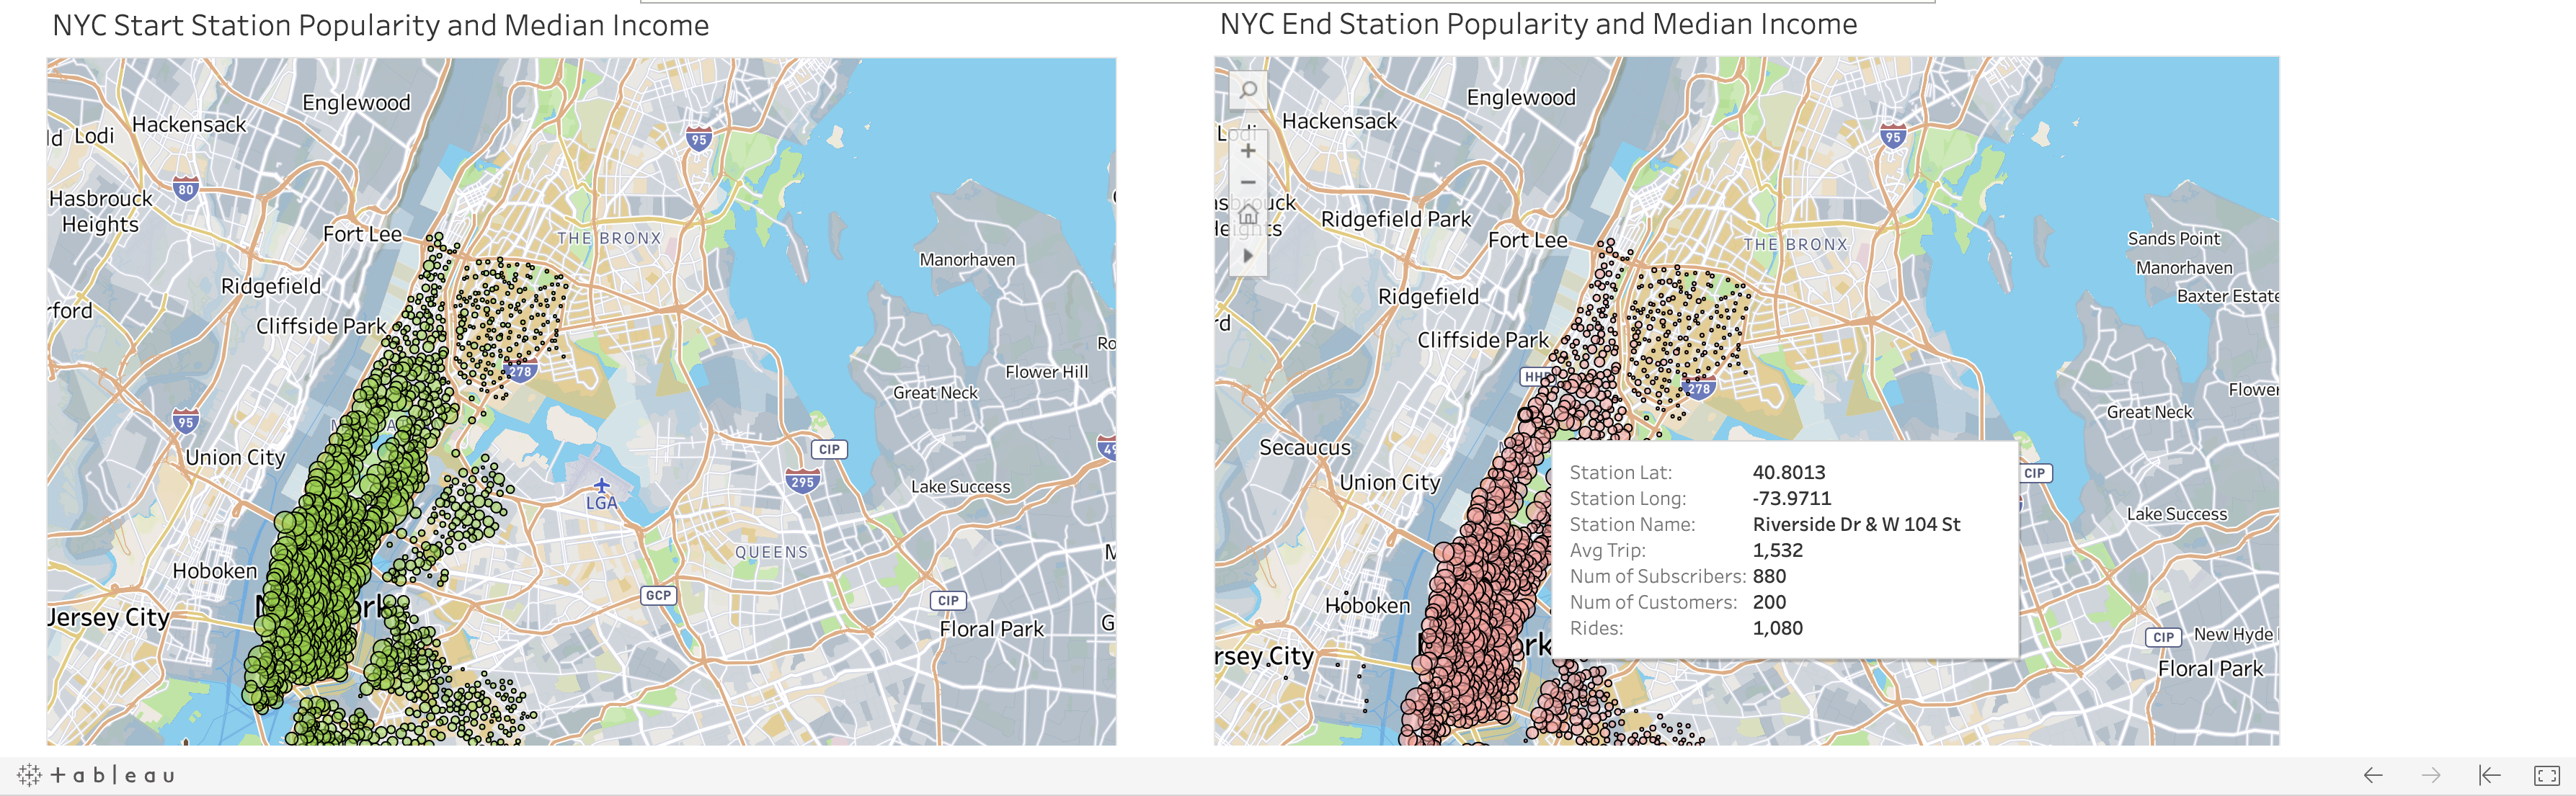 NYC Start Station Popularity and Median Income
Englewood
Hackensack
ld Lodi
95
80
Hasbrouck
Heights
Fort Lee
THE BRONX
Manorhaven
Ridgefield
rford
Cliffside Park
Ro
278
Flower Hill
Great Neck
95
Union City
CIP
49
295
LGA
Lake Success
QUEENS
Hoboken
GCP
CIP
Jersey City
ork
Floral Park
G
NYC End Station Popularity and Median Income
Englewood
Hackensack
Lodi
95
asbrouck
Heights
Ridgefield Park
Fort Lee
THE BRONX
Sands Point
Manorhaven
Ridgefield
Baxter Estate
rd
Cliffside Park
278
Flower
Great Neck
Secaucus
Union City
CIP
Lake Success
Hoboken
rsey City
ork
CIP
New Hyde
Floral Park
Station Lat: 40.8013
Station Long: -73.9711
Station Name: Riverside Dr & W 104 St
Avg Trip: 1,532
Num of Subscribers: 880
Num of Customers: 200
Rides: 1,080
+ableau